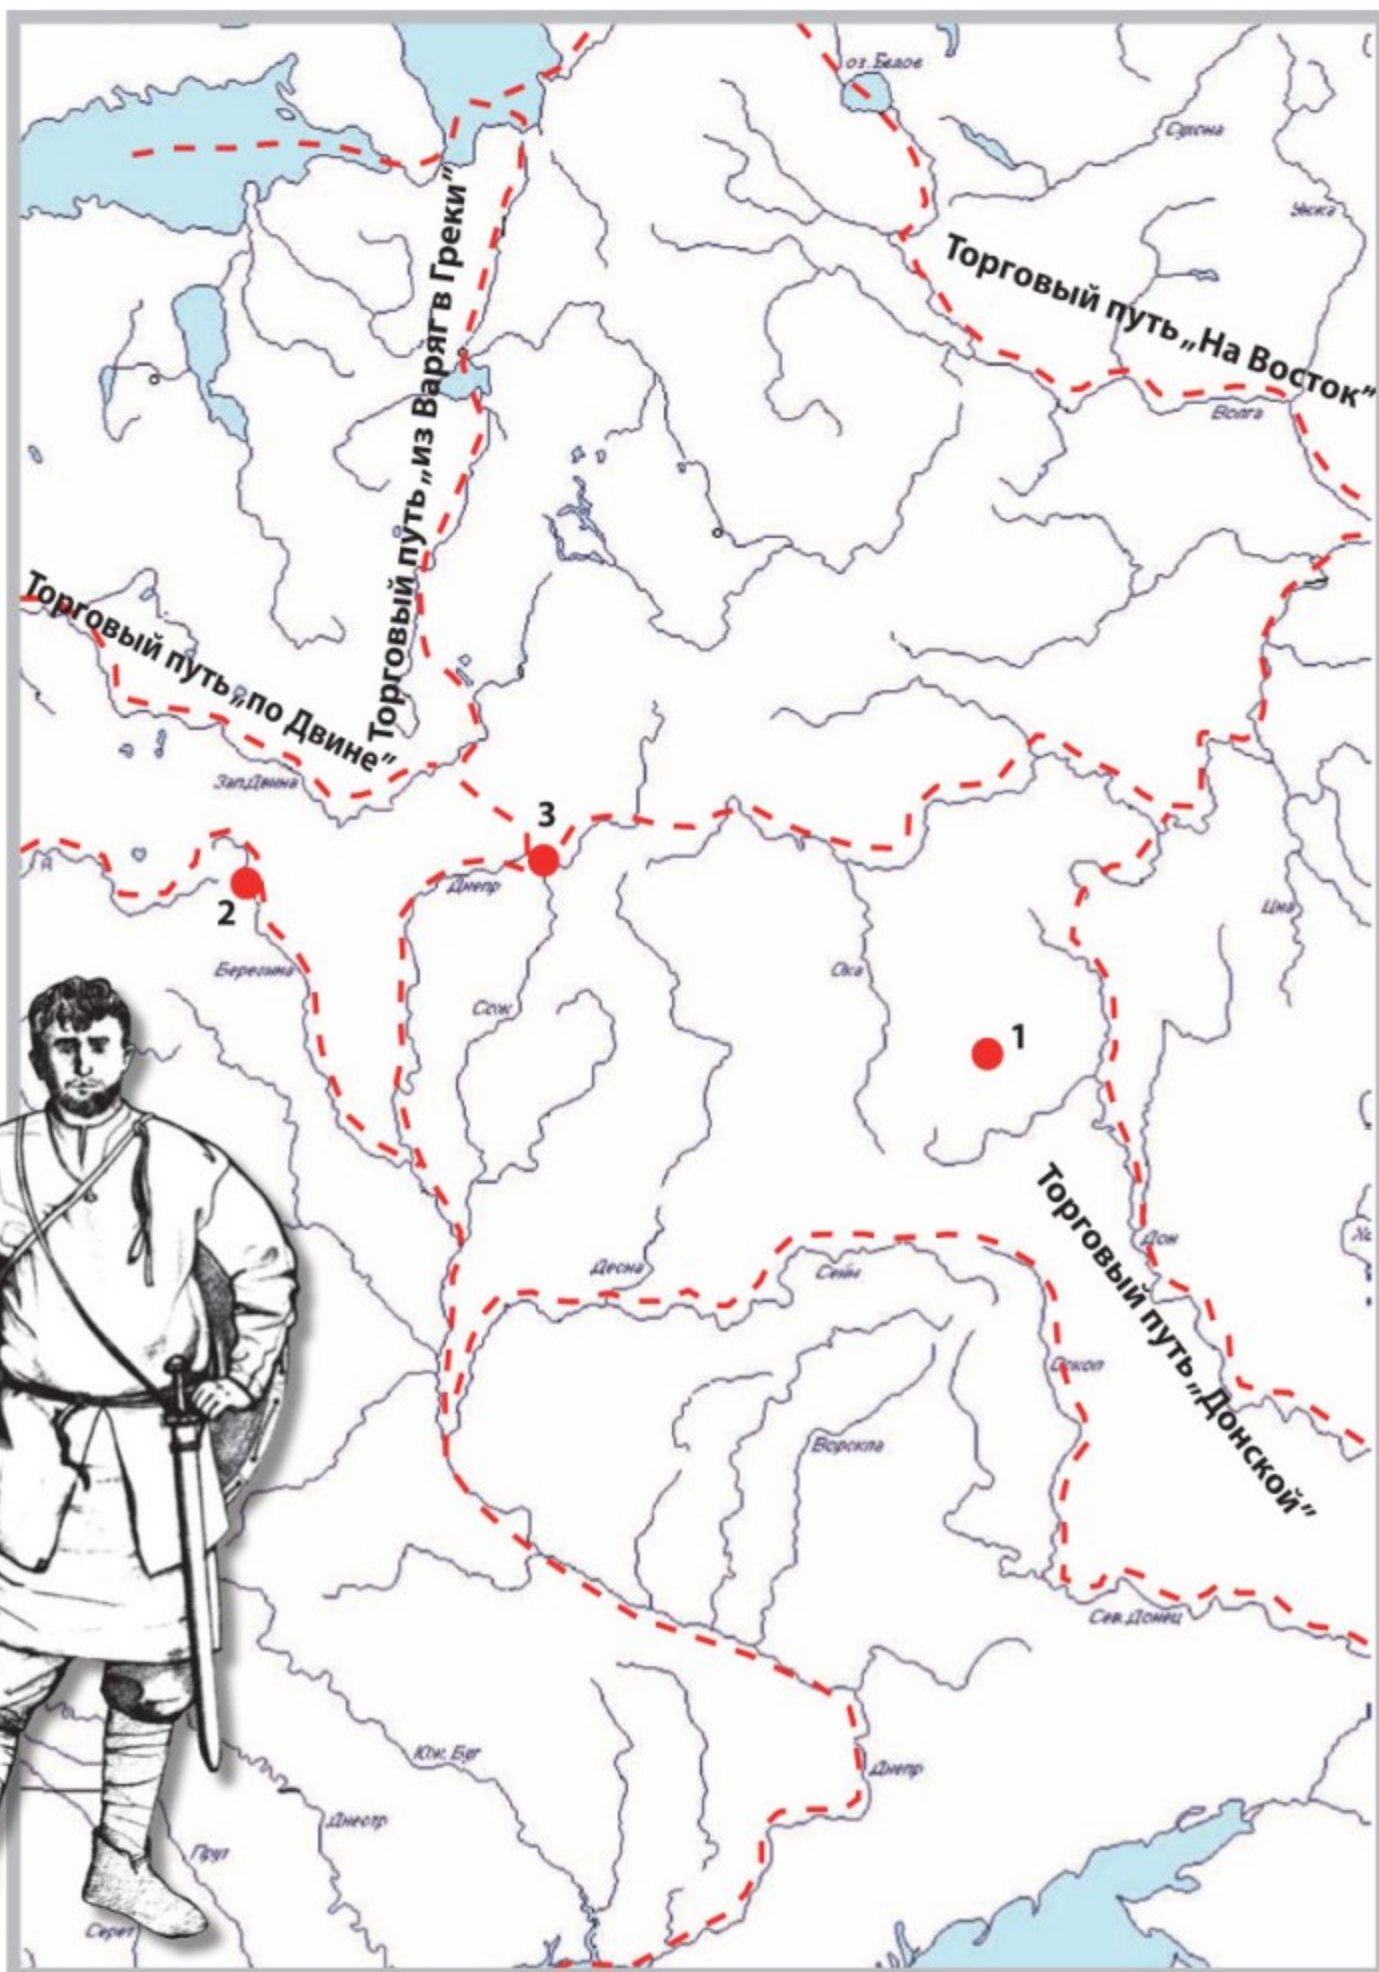 оз. Белое
Сухона
Унжа
Торговый путь „На Восток”
Волга
Торговый путь „из Варяг в Греки”
Торговый путь „по Двине”
Зап.Двина
3
Днепр
2
Березина
Сож
Ока
Цна
1
Дон
Торговый путь „Донской”
Десна
Сейм
Оскол
Ворскла
Сев. Донец
Юж. Буг
Днепр
Днестр
Прут
Серет